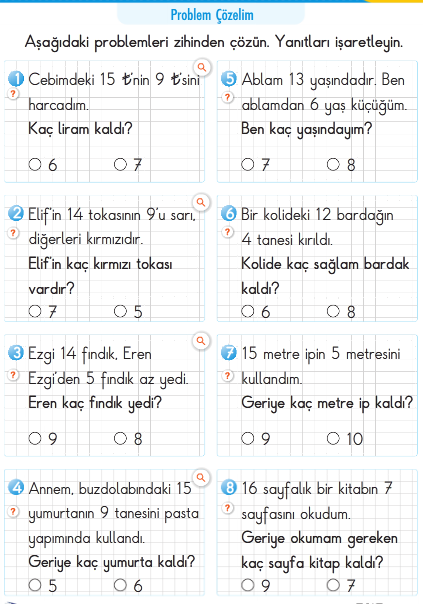 Problem Çözelim
Aşağıdaki problemleri zihinden çözün. Yanıtları işaretleyin.
1 Cebimdeki 15 ₺'nin 9 ₺'sini
? harcadım.
Kaç liram kaldı?
6 7
2 Elif'in 14 tokasının 9'u sarı,
? diğerleri kırmızıdır.
Elif'in kaç kırmızı tokası
vardır?
7 5
3 Ezgi 14 fındık, Eren
? Ezgi'den 5 fındık az yedi.
Eren kaç fındık yedi?
9 8
4 Annem, buzdolabındaki 15
? yumurtanın 9 tanesini pasta
yapımında kullandı.
Geriye kaç yumurta kaldı?
5 6
5 Ablam 13 yaşındadır. Ben
? ablamdan 6 yaş küçüğüm.
Ben kaç yaşındayım?
7 8
6 Bir kolideki 12 bardağın
? 4 tanesi kırıldı.
Kolide kaç sağlam bardak
kaldı?
6 8
7 15 metre ipin 5 metresini
? kullandım.
Geriye kaç metre ip kaldı?
9 10
8 16 sayfalık bir kitabın 7
? sayfasını okudum.
Geriye okumam gereken
kaç sayfa kitap kaldı?
9 7